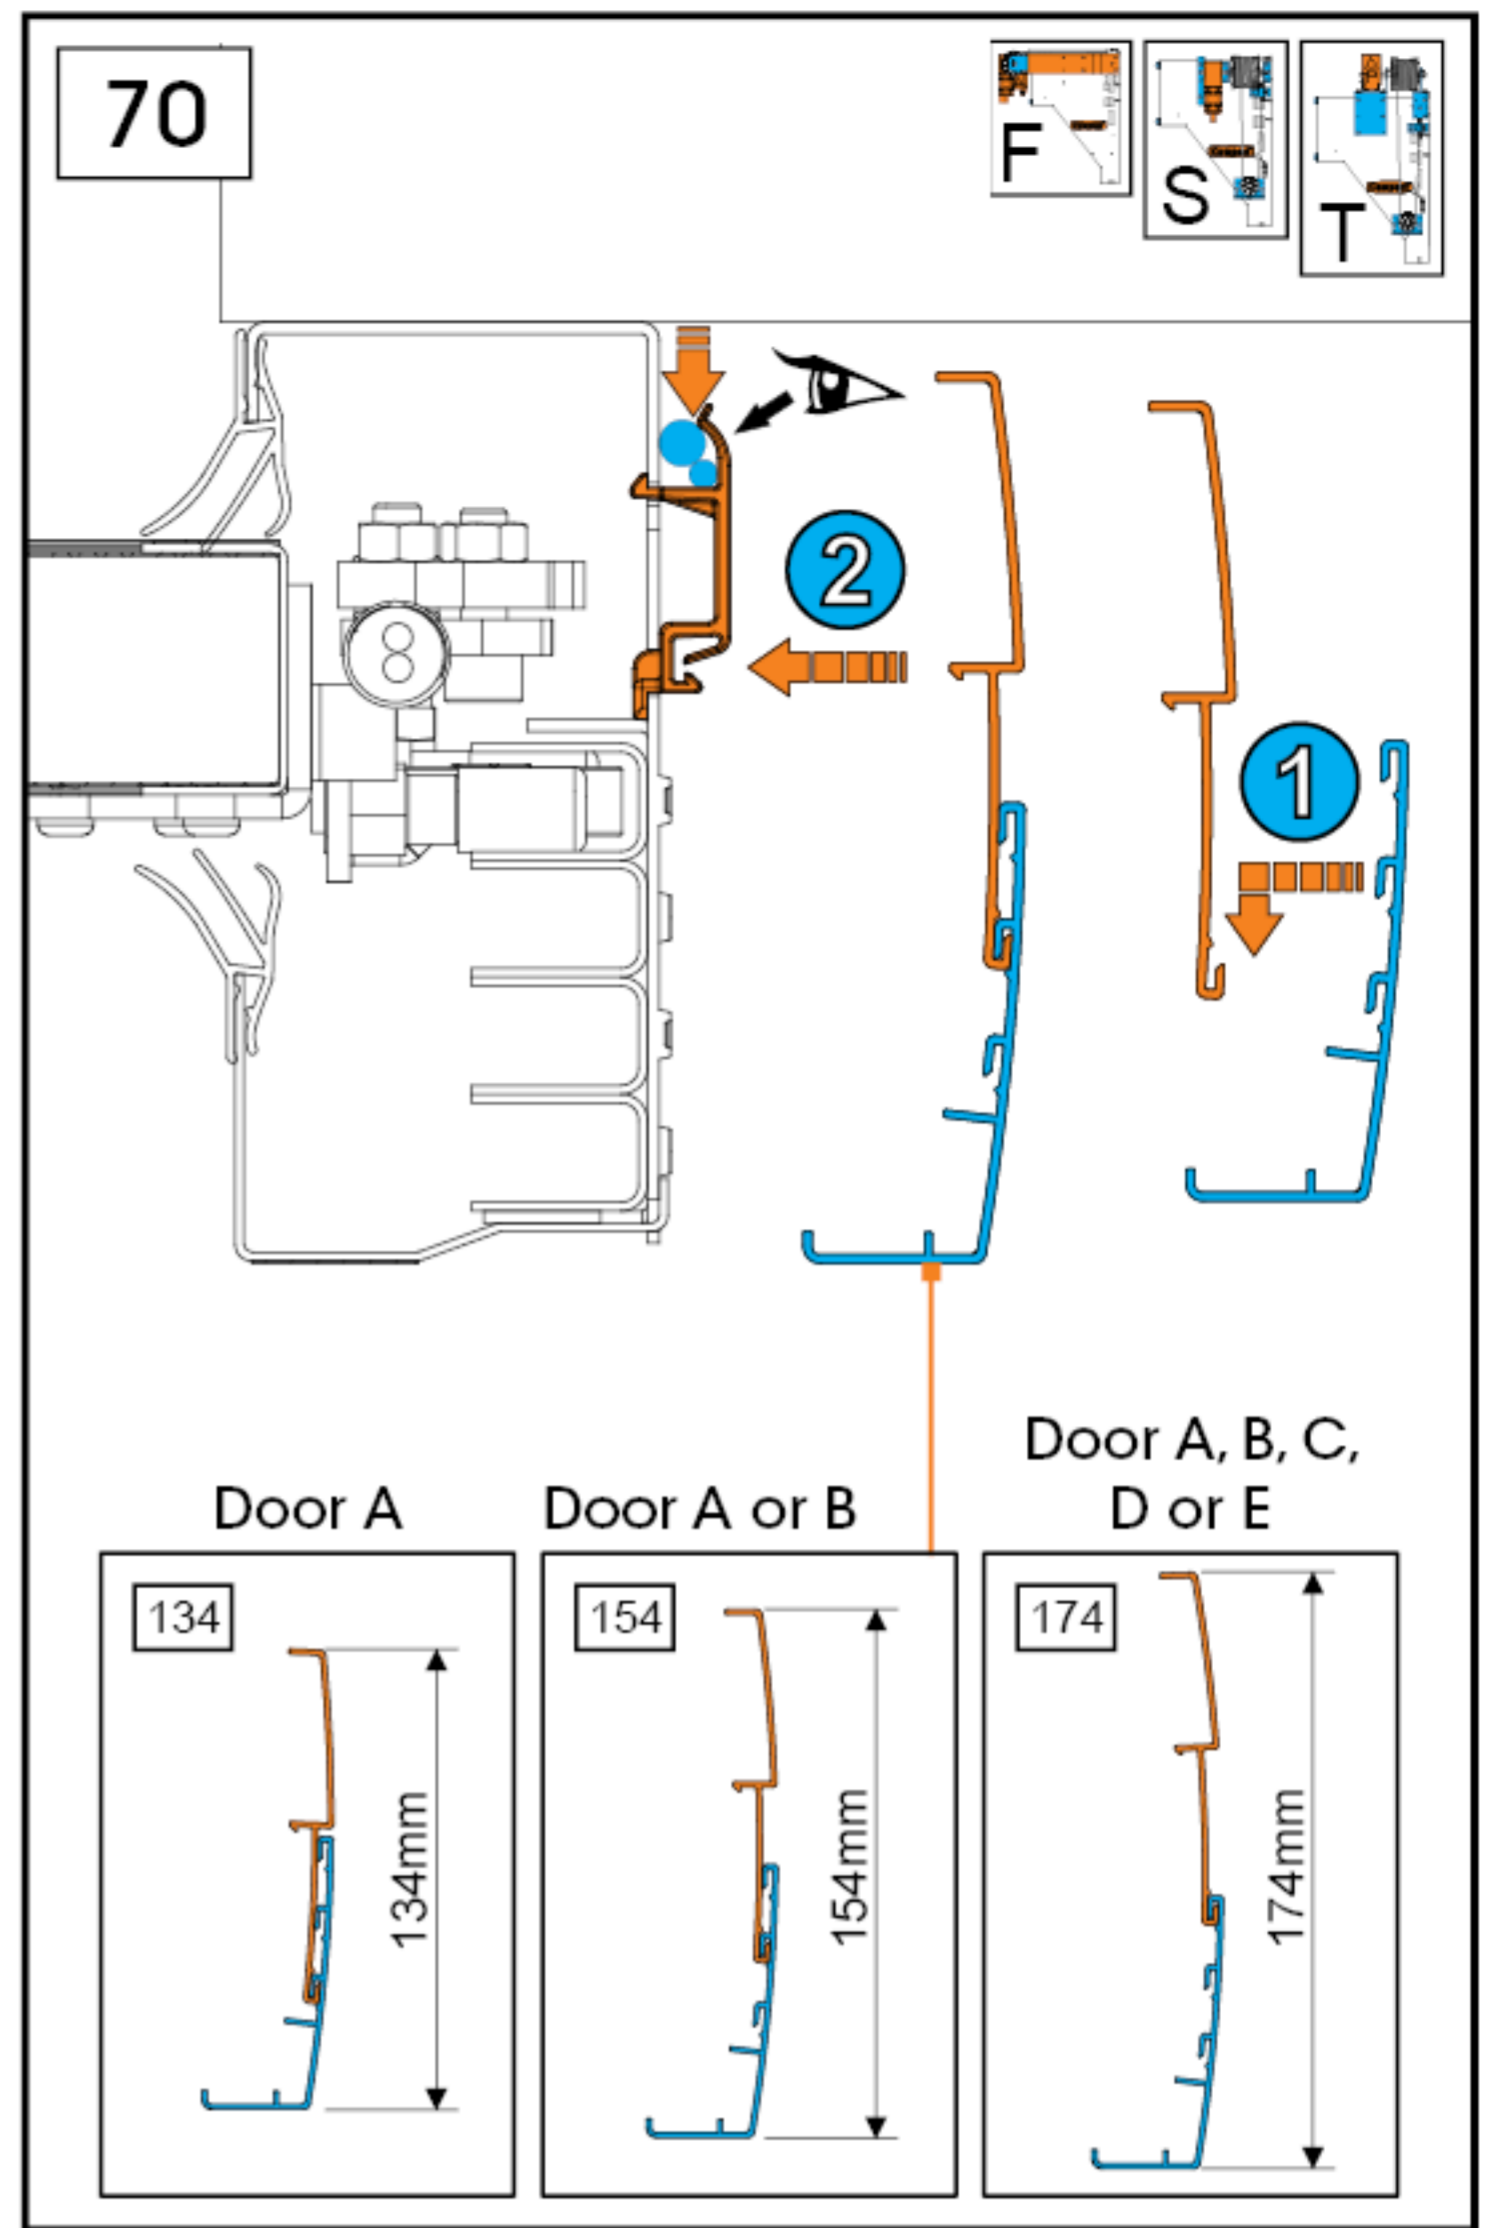 70
F
S
T
2
1
Door A
Door A or B
Door A, B, C,
D or E
134
154
174
134mm
154mm
174mm